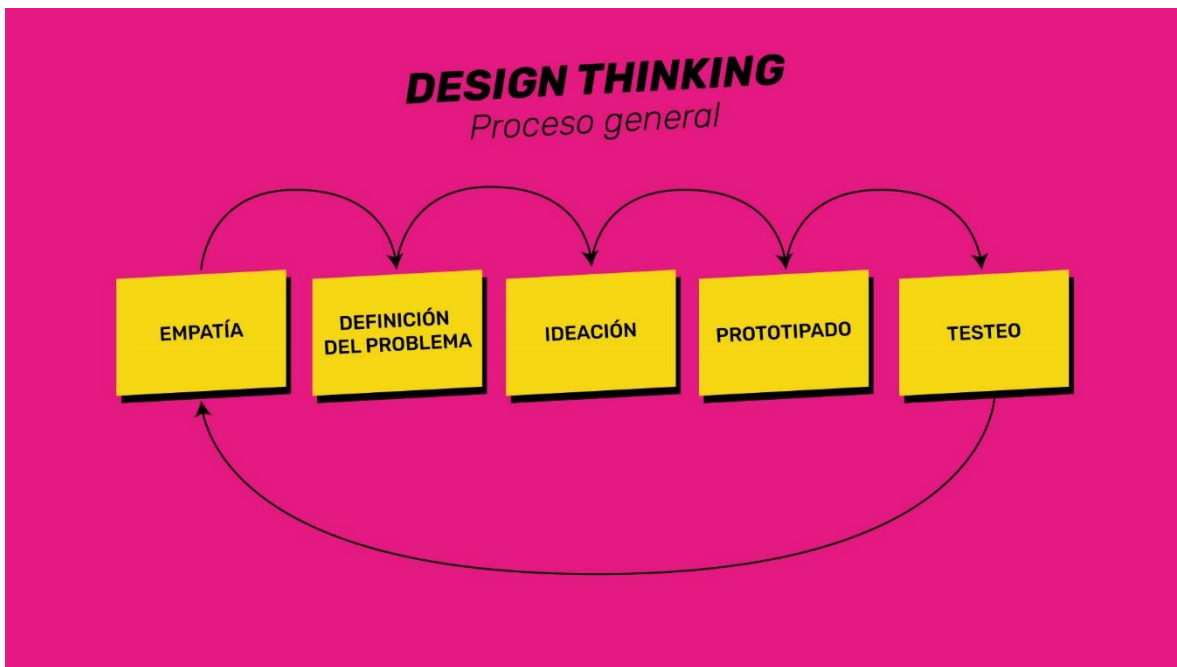 DESIGN THINKING
Proceso general
EMPATÍA
DEFINICIÓN
DEL PROBLEMA
IDEACIÓN
PROTOTIPADO
TESTEO